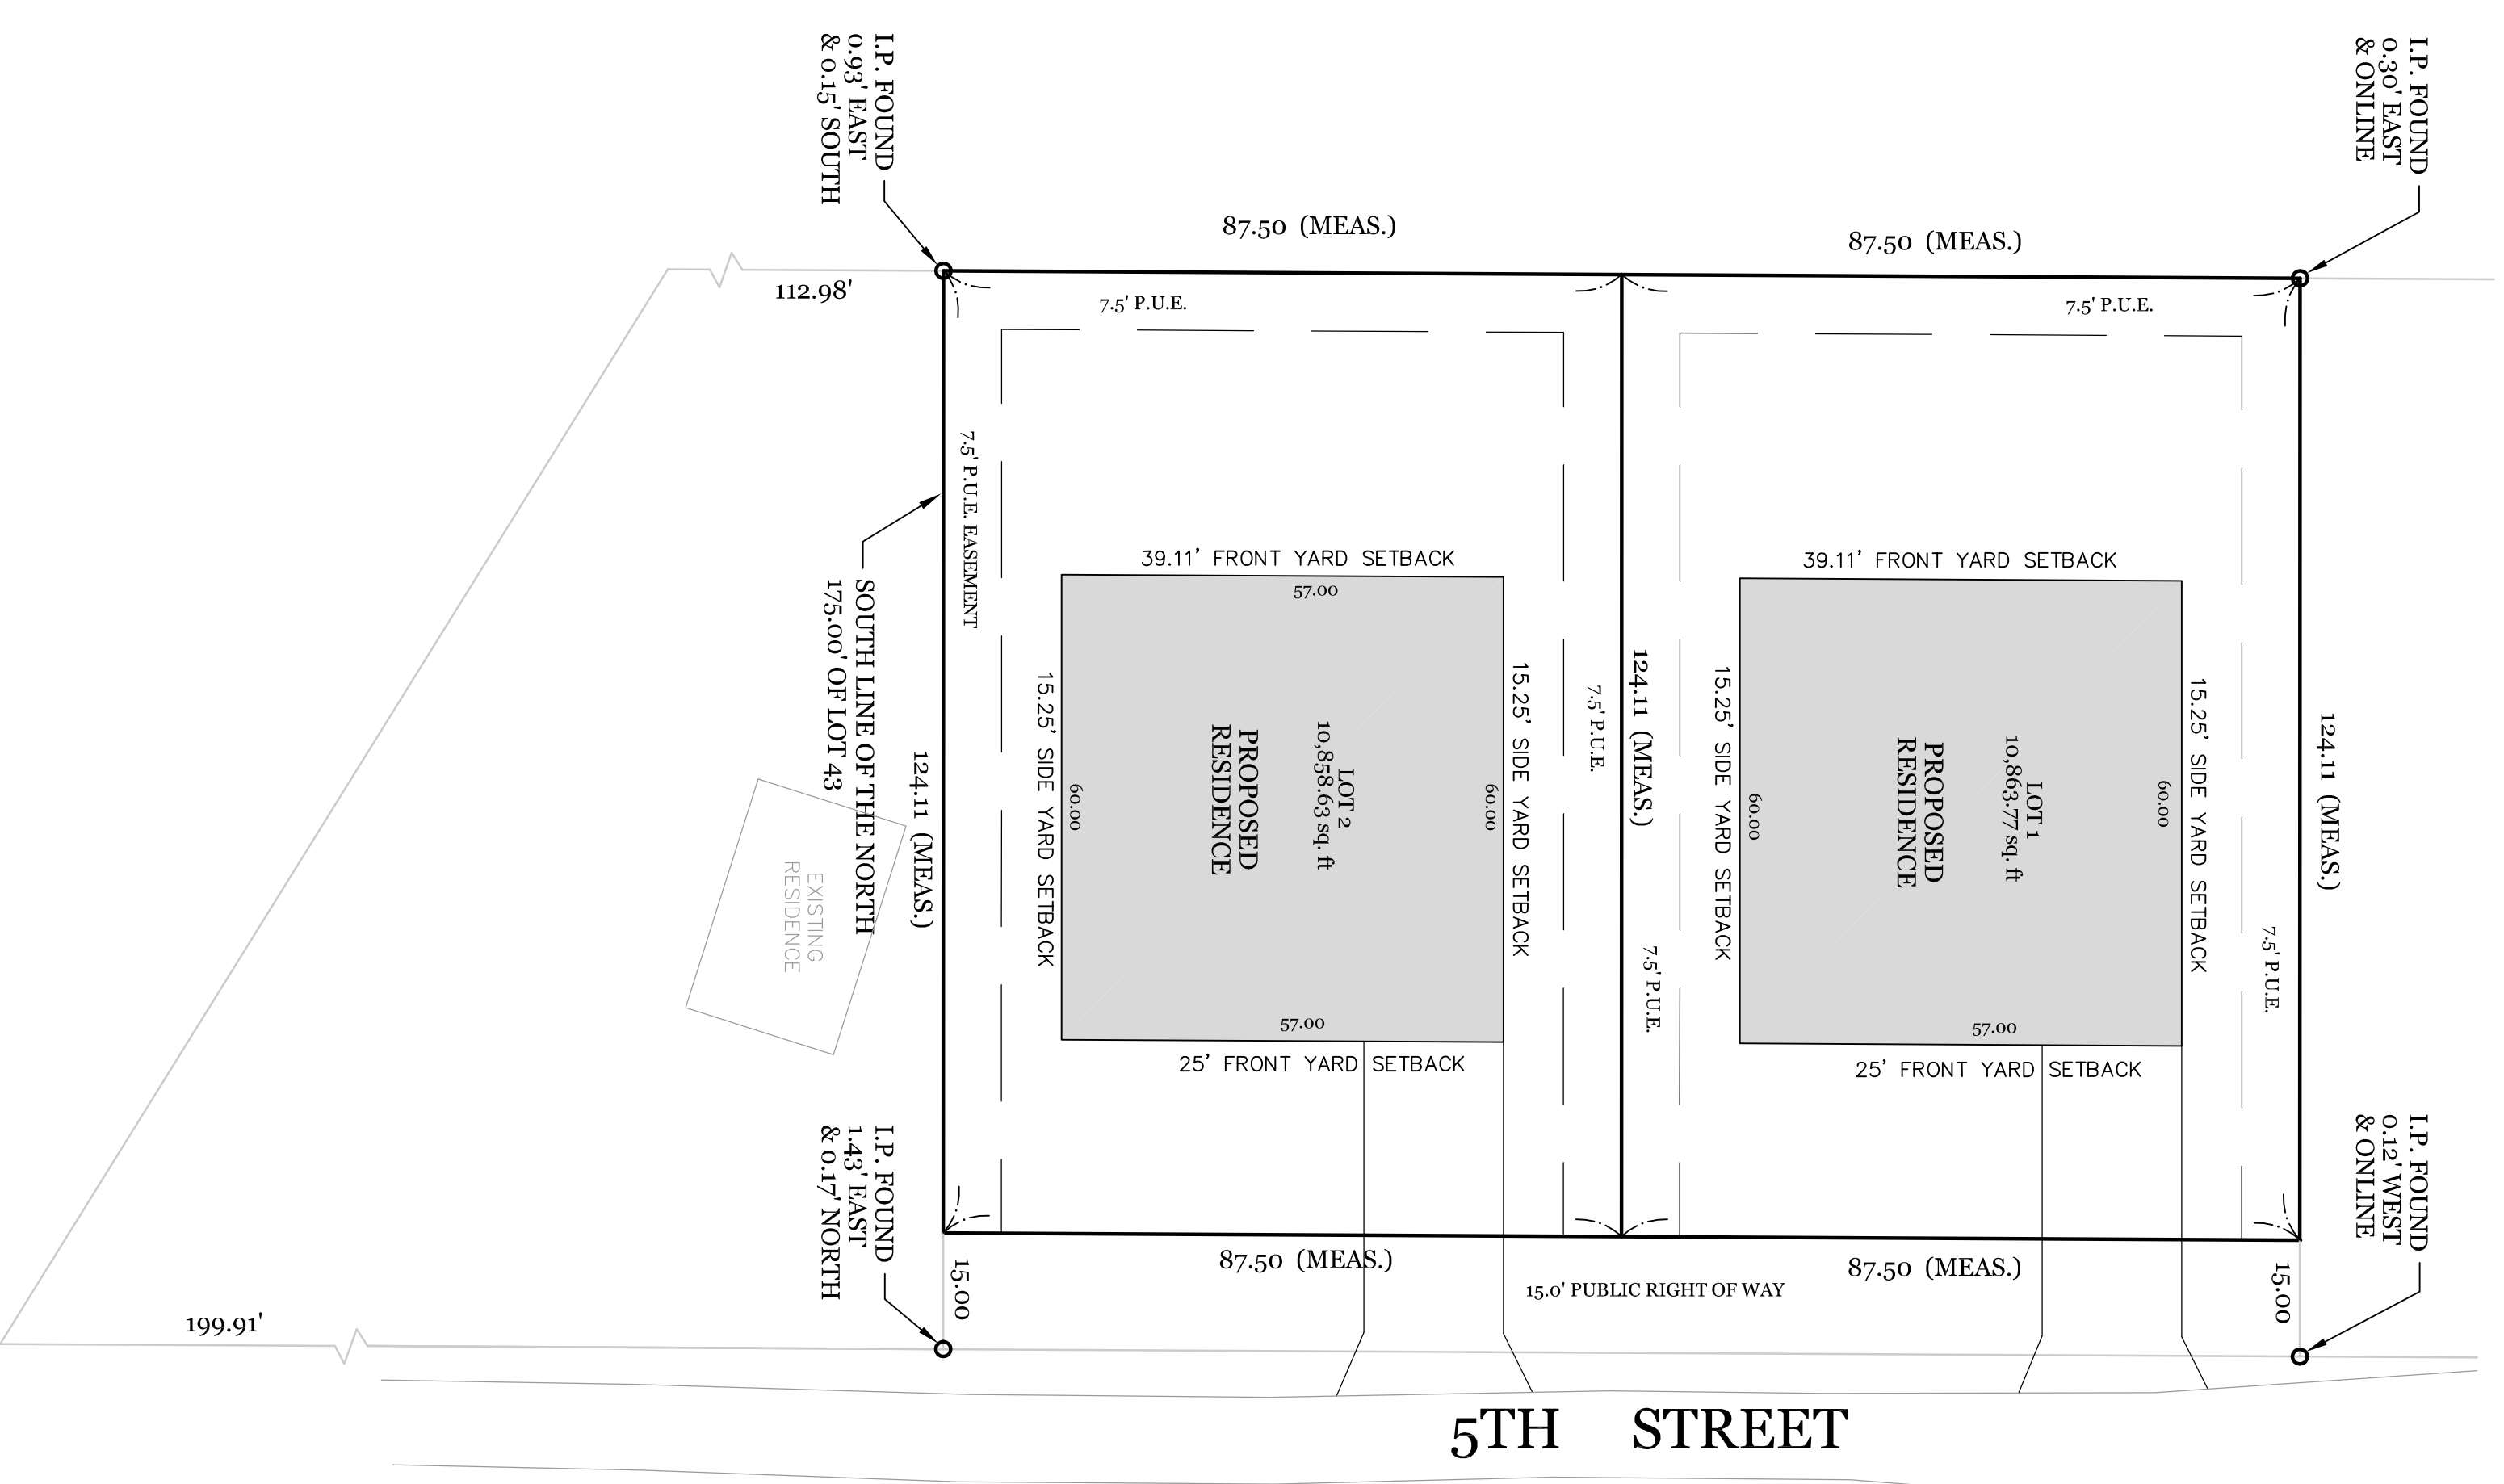 I.P. FOUND
0.93' EAST
& 0.15' SOUTH
I.P. FOUND
0.30' EAST
& ONLINE
87.50 (MEAS.)
87.50 (MEAS.)
112.98'
7.5' P.U.E.
7.5' P.U.E.
7.5' P.U.E. EASEMENT
SOUTH LINE OF THE NORTH
175.00' OF LOT 43
124.11 (MEAS.)
39.11' FRONT YARD SETBACK
57.00
15.25' SIDE YARD SETBACK
60.00
PROPOSED
RESIDENCE
LOT 2
10,858.63 sq. ft
60.00
15.25' SIDE YARD SETBACK
57.00
25' FRONT YARD SETBACK
7.5' P.U.E.
124.11 (MEAS.)
7.5' P.U.E.
39.11' FRONT YARD SETBACK
15.25' SIDE YARD SETBACK
60.00
PROPOSED
RESIDENCE
LOT 1
10,863.77 sq. ft
60.00
15.25' SIDE YARD SETBACK
57.00
25' FRONT YARD SETBACK
7.5' P.U.E.
124.11 (MEAS.)
EXISTING
RESIDENCE
I.P. FOUND
1.43' EAST
& 0.17' NORTH
I.P. FOUND
0.12' WEST
& ONLINE
15.00
87.50 (MEAS.)
15.0' PUBLIC RIGHT OF WAY
87.50 (MEAS.)
15.00
199.91'
5TH STREET